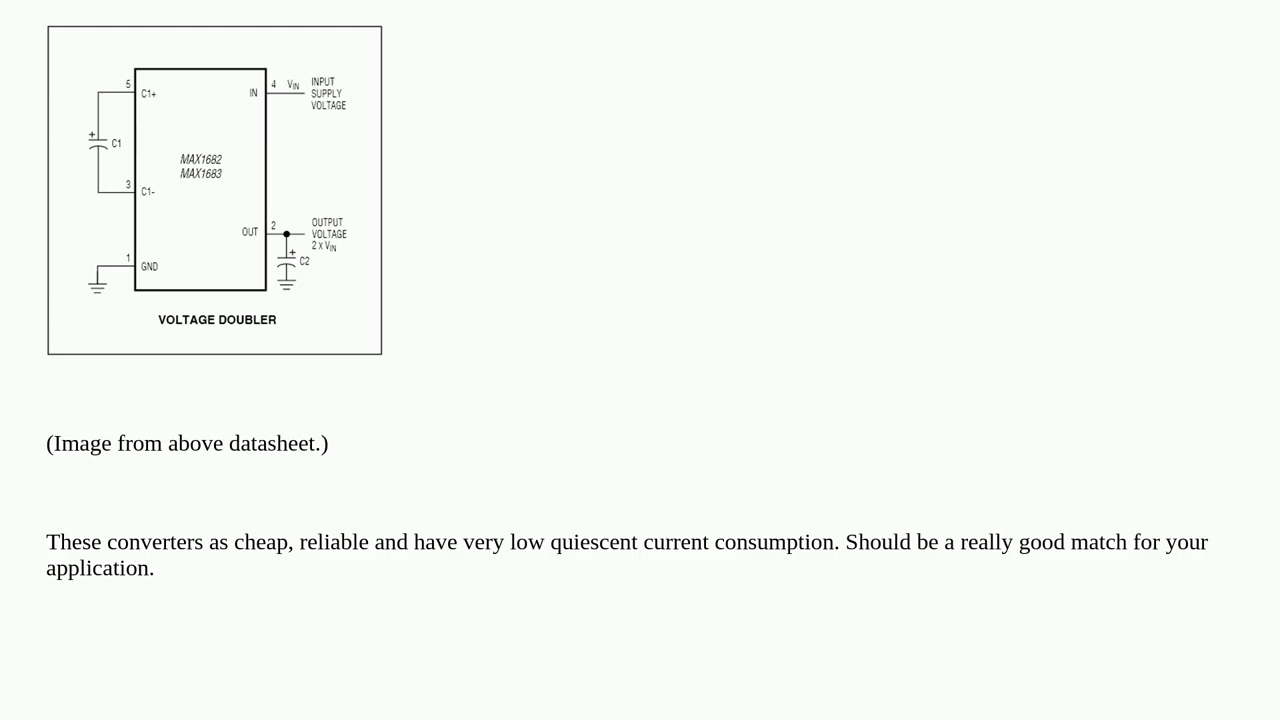 5
C1+
IN
4
VIN
INPUT
SUPPLY
VOLTAGE
+
C1
MAX1682
MAX1683
3
C1-
OUT
2
OUTPUT
VOLTAGE
2 x VIN
+
C2
1
GND
VOLTAGE DOUBLER
(Image from above datasheet.)
These converters as cheap, reliable and have very low quiescent current consumption. Should be a really good match for your
application.